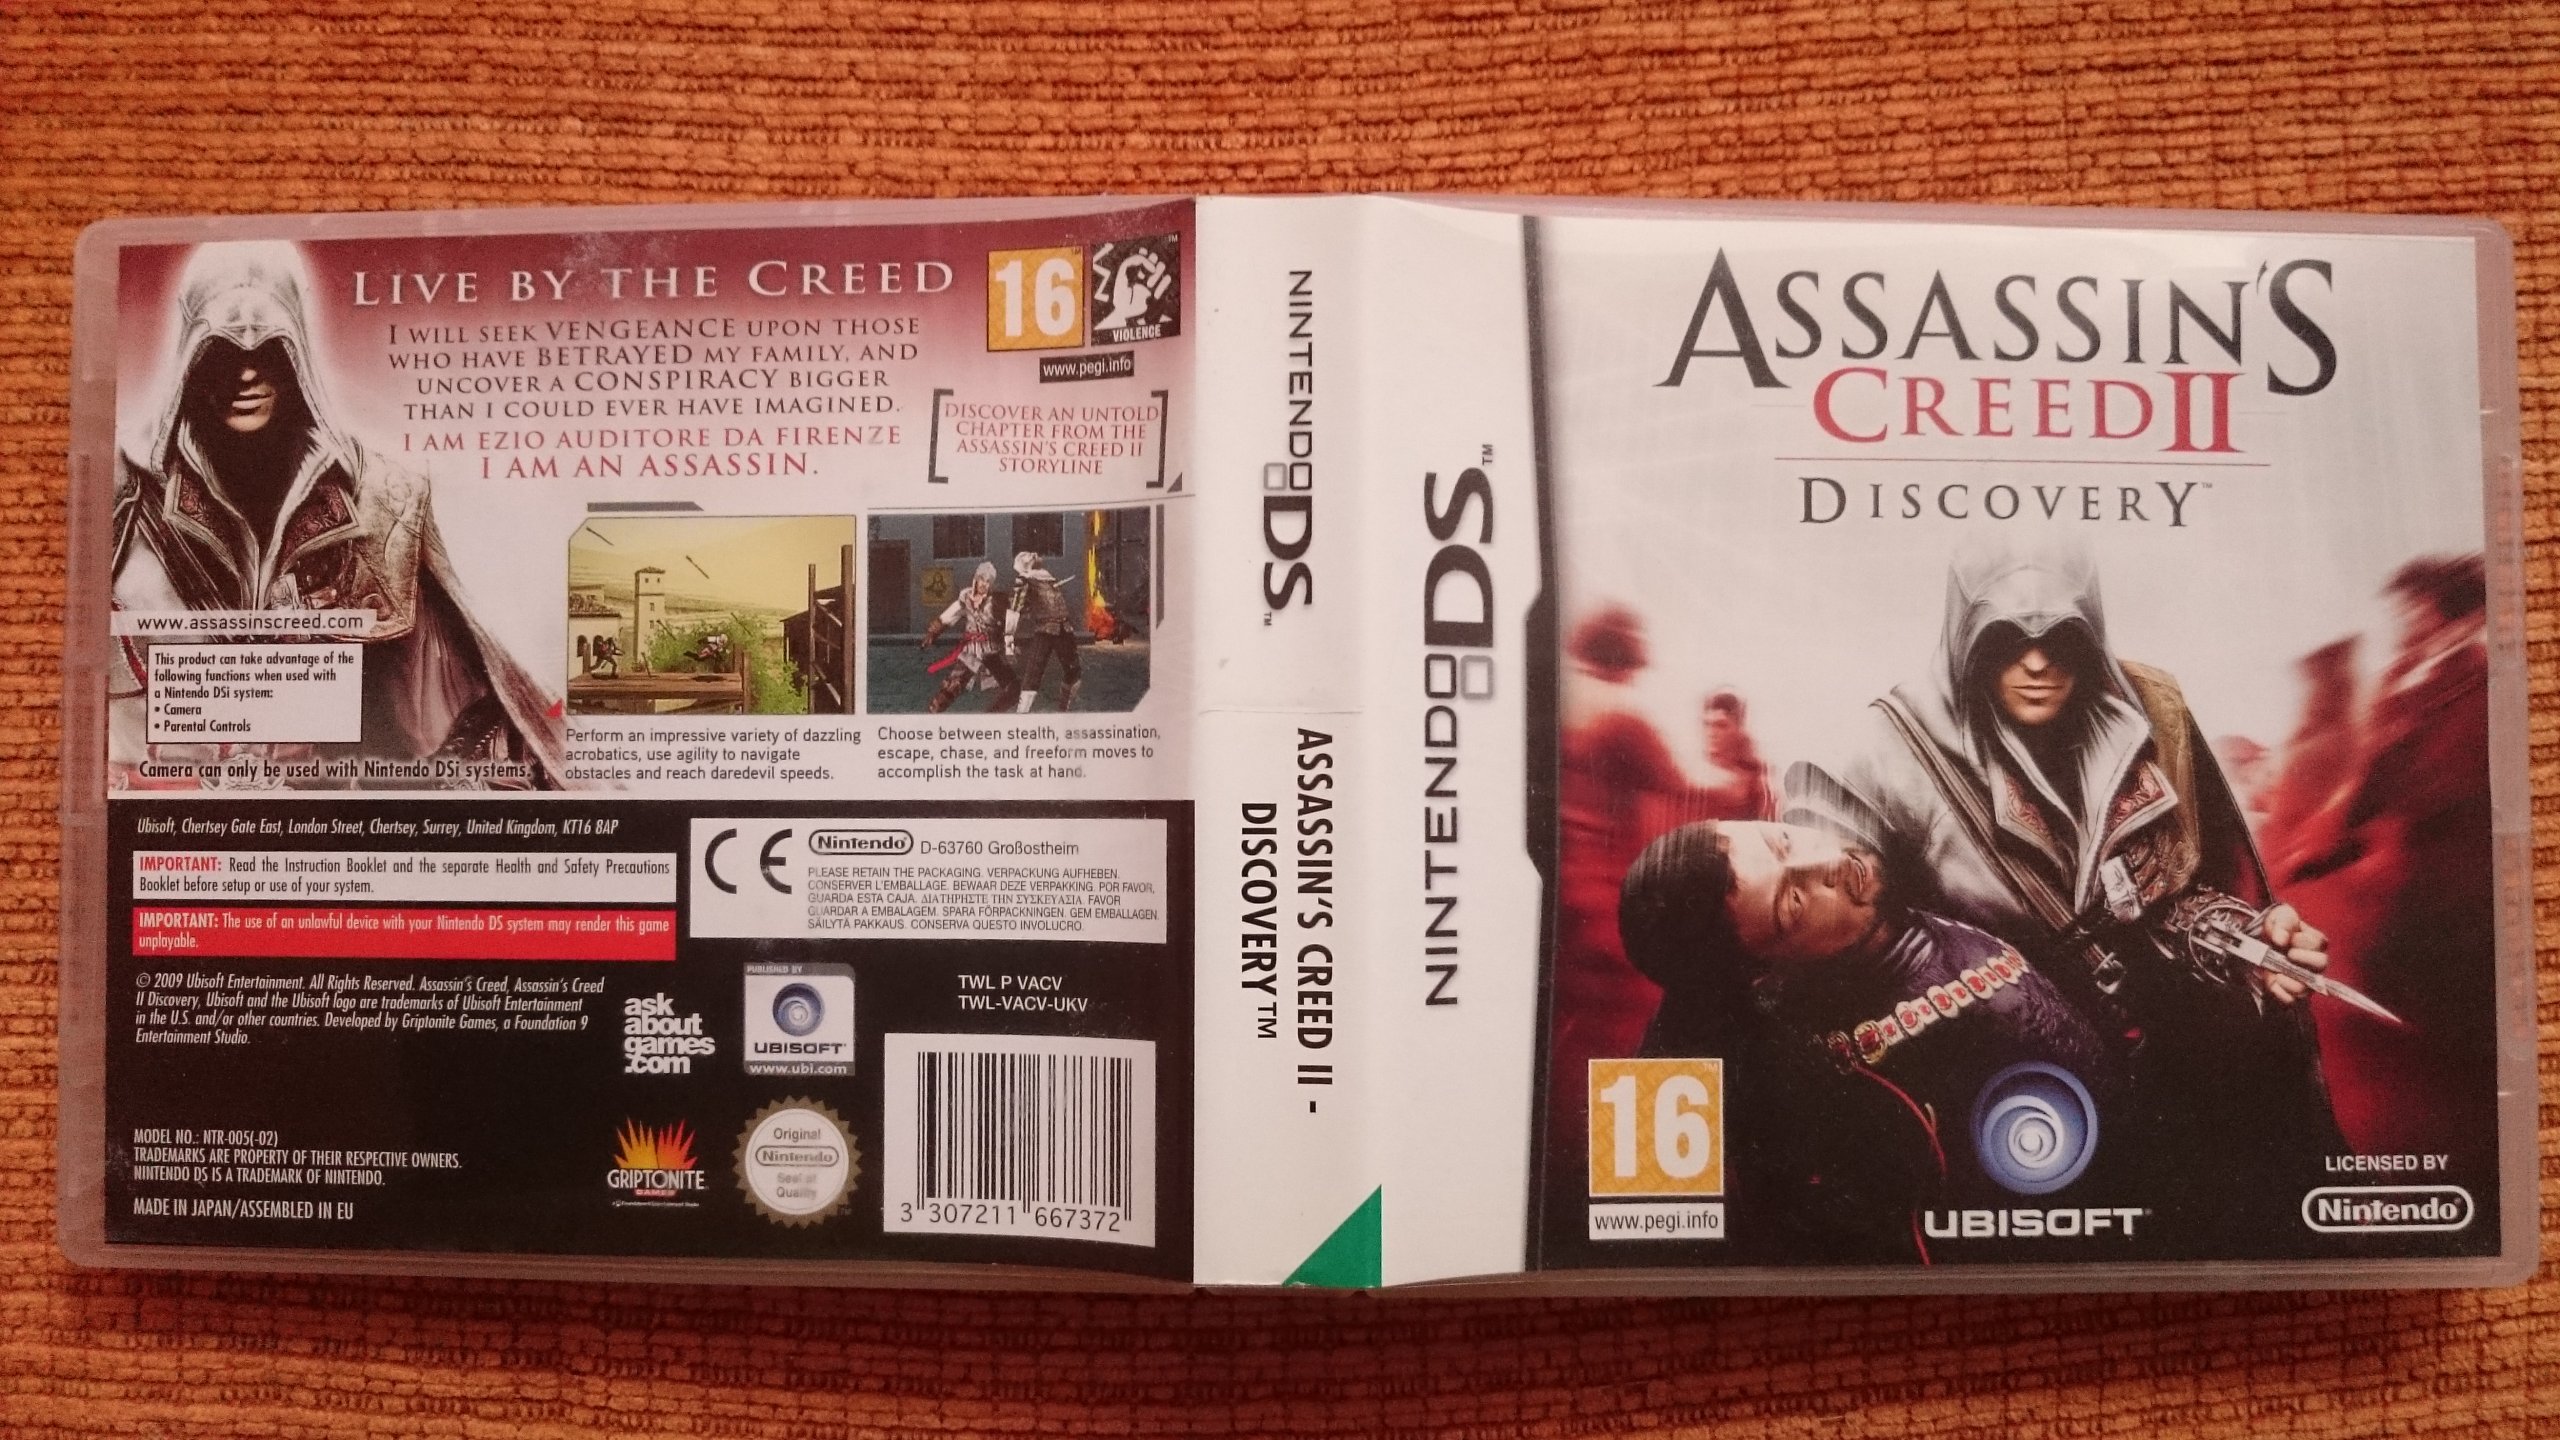 LIVE BY THE CREED
I WILL SEEK VENGEANCE UPON THOSE
WHO HAVE BETRAYED MY FAMILY, AND
UNCOVER A CONSPIRACY BIGGER
THAN I COULD EVER HAVE IMAGINED.
I AM EZIO AUDITORE DA FIRENZE
I AM AN ASSASSIN.
16™
™
VIOLENCE
www.pegi.info
DISCOVER AN UNTOLD
CHAPTER FROM THE
ASSASSIN'S CREED II
STORYLINE
www.assassinscreed.com
This product can take advantage of the
following functions when used with
a Nintendo DSi system:
• Camera
• Parental Controls
Camera can only be used with Nintendo DSi systems.
Perform an impressive variety of dazzling
acrobatics, use agility to navigate
obstacles and reach daredevil speeds.
Choose between stealth, assassination,
escape, chase, and freeform moves to
accomplish the task at hand.
Ubisoft, Chertsey Gate East, London Street, Chertsey, Surrey, United Kingdom, KT16 8AP
IMPORTANT: Read the Instruction Booklet and the separate Health and Safety Precautions
Booklet before setup or use of your system.
IMPORTANT: The use of an unlawful device with your Nintendo DS system may render this game
unplayable.
CE
Nintendo® D-63760 Großostheim
PLEASE RETAIN THE PACKAGING. VERPACKUNG AUFHEBEN.
CONSERVER L'EMBALLAGE. BEWAAR DEZE VERPAKKING. POR FAVOR,
GUARDA ESTA CAJA. ΔΙΑΤΗΡΗΣΤΕ ΤΗΝ ΣΥΣΚΕΥΑΣΙΑ. FAVOR
GUARDAR A EMBALAGEM. SPARA FÖRPACKNINGEN. GEM EMBALLAGEN.
SÄILYTÄ PAKKAUS. CONSERVA QUESTO INVOLUCRO.
© 2009 Ubisoft Entertainment. All Rights Reserved. Assassin's Creed, Assassin's Creed
II Discovery, Ubisoft and the Ubisoft logo are trademarks of Ubisoft Entertainment
in the U.S. and/or other countries. Developed by Griptonite Games, a Foundation 9
Entertainment Studio.
ask
about
games
.com
PUBLISHED BY
UBISOFT
www.ubi.com
TWL P VACV
TWL-VACV-UKV
MODEL NO.: NTR-005(-02)
TRADEMARKS ARE PROPERTY OF THEIR RESPECTIVE OWNERS.
NINTENDO DS IS A TRADEMARK OF NINTENDO.
MADE IN JAPAN/ASSEMBLED IN EU
GRIPTONITE
GAMES
Original
Nintendo
Seal of
Quality
3 307211 667372
NINTENDO DS™
ASSASSIN'S CREED II -
DISCOVERY™
NINTENDO DS™
ASSASSIN'S
CREED II
DISCOVERY™
16™
www.pegi.info
UBISOFT®
LICENSED BY
Nintendo®